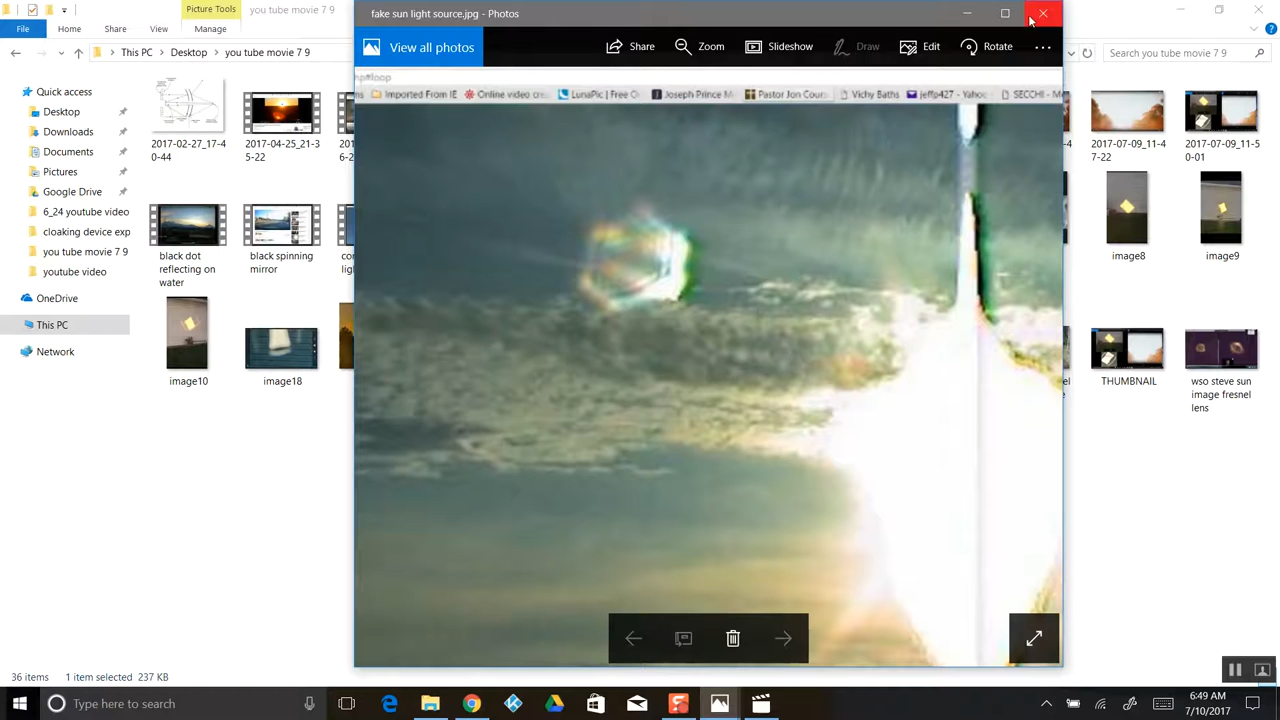 Picture Tools
you tube movie 7 9
File
Home
Share
View
Manage
This PC
Desktop
you tube movie 7 9
Search you tube movie 7 9
Quick access
Desktop
Downloads
Documents
Pictures
Google Drive
6_24 youtube video
cloaking device exp
you tube movie 7 9
youtube video
OneDrive
This PC
Network
2017-02-27_17-4
0-44
2017-04-25_21-3
5-22
2017-07-09_11-4
7-22
2017-07-09_11-5
0-01
black dot
reflecting on
water
black spinning
mirror
image8
image9
image10
image18
THUMBNAIL
wso steve sun
image fresnel
lens
fake sun light source.jpg - Photos
View all photos
Share
Zoom
Slideshow
Draw
Edit
Rotate
Imported From IE
Online video cre
LunaPic | Free O
Joseph Prince M
Pastor Jon Cours
Vichy Baths
jeffp427 - Yahoo
SECCHI - M
36 items
1 item selected 237 KB
Type here to search
6:49 AM
7/10/2017